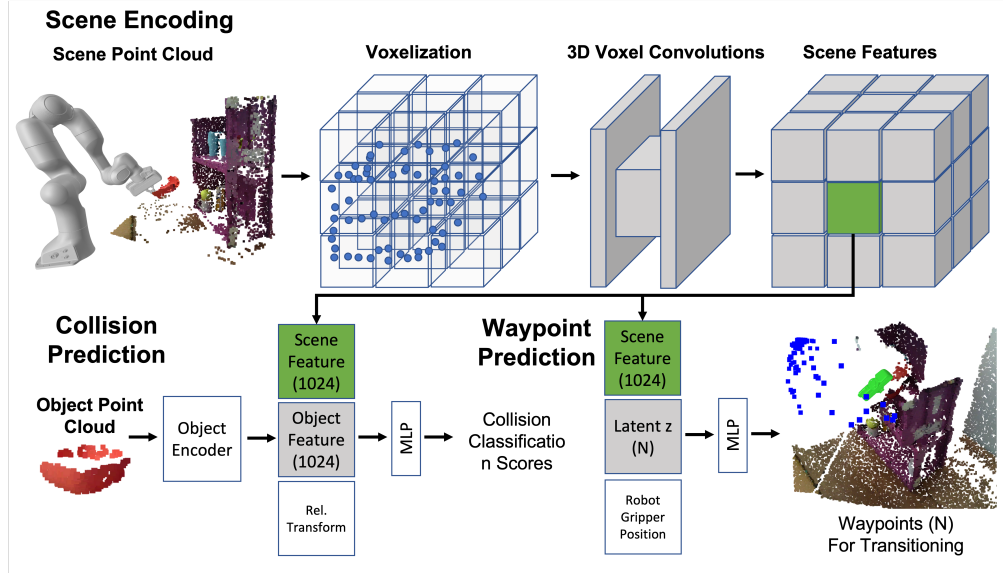 Scene Encoding
Scene Point Cloud
Voxelization
3D Voxel Convolutions
Scene Features
Collision
Prediction
Object Point
Cloud
Object
Encoder
Scene
Feature
(1024)
Object
Feature
(1024)
Rel.
Transform
MLP
Collision
Classificatio
n Scores
Waypoint
Prediction
Scene
Feature
(1024)
Latent z
(N)
Robot
Gripper
Position
MLP
Waypoints (N)
For Transitioning